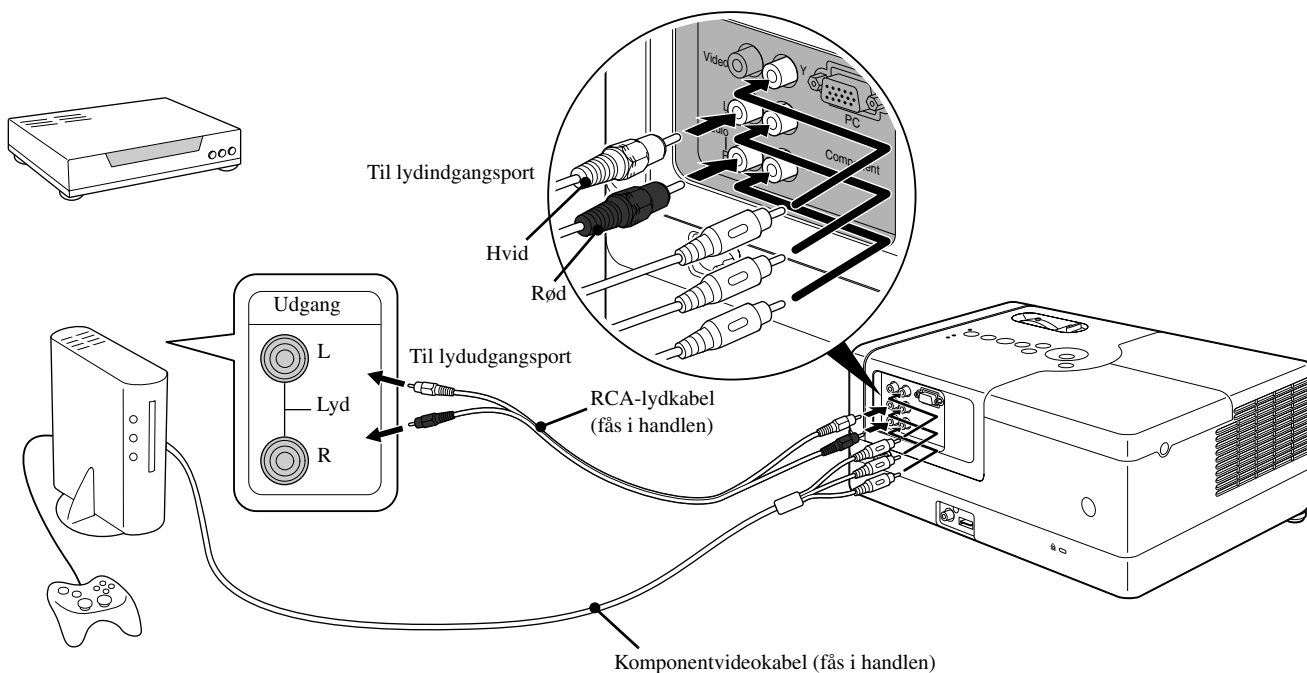 Video
Y
PC
L
R
Component
Til lydindgangsport
Hvid
Rød
Udgang
L
Lyd
R
Til lydudgangsport
RCA-lydkabel
(fås i handlen)
Komponentvideokabel (fås i handlen)